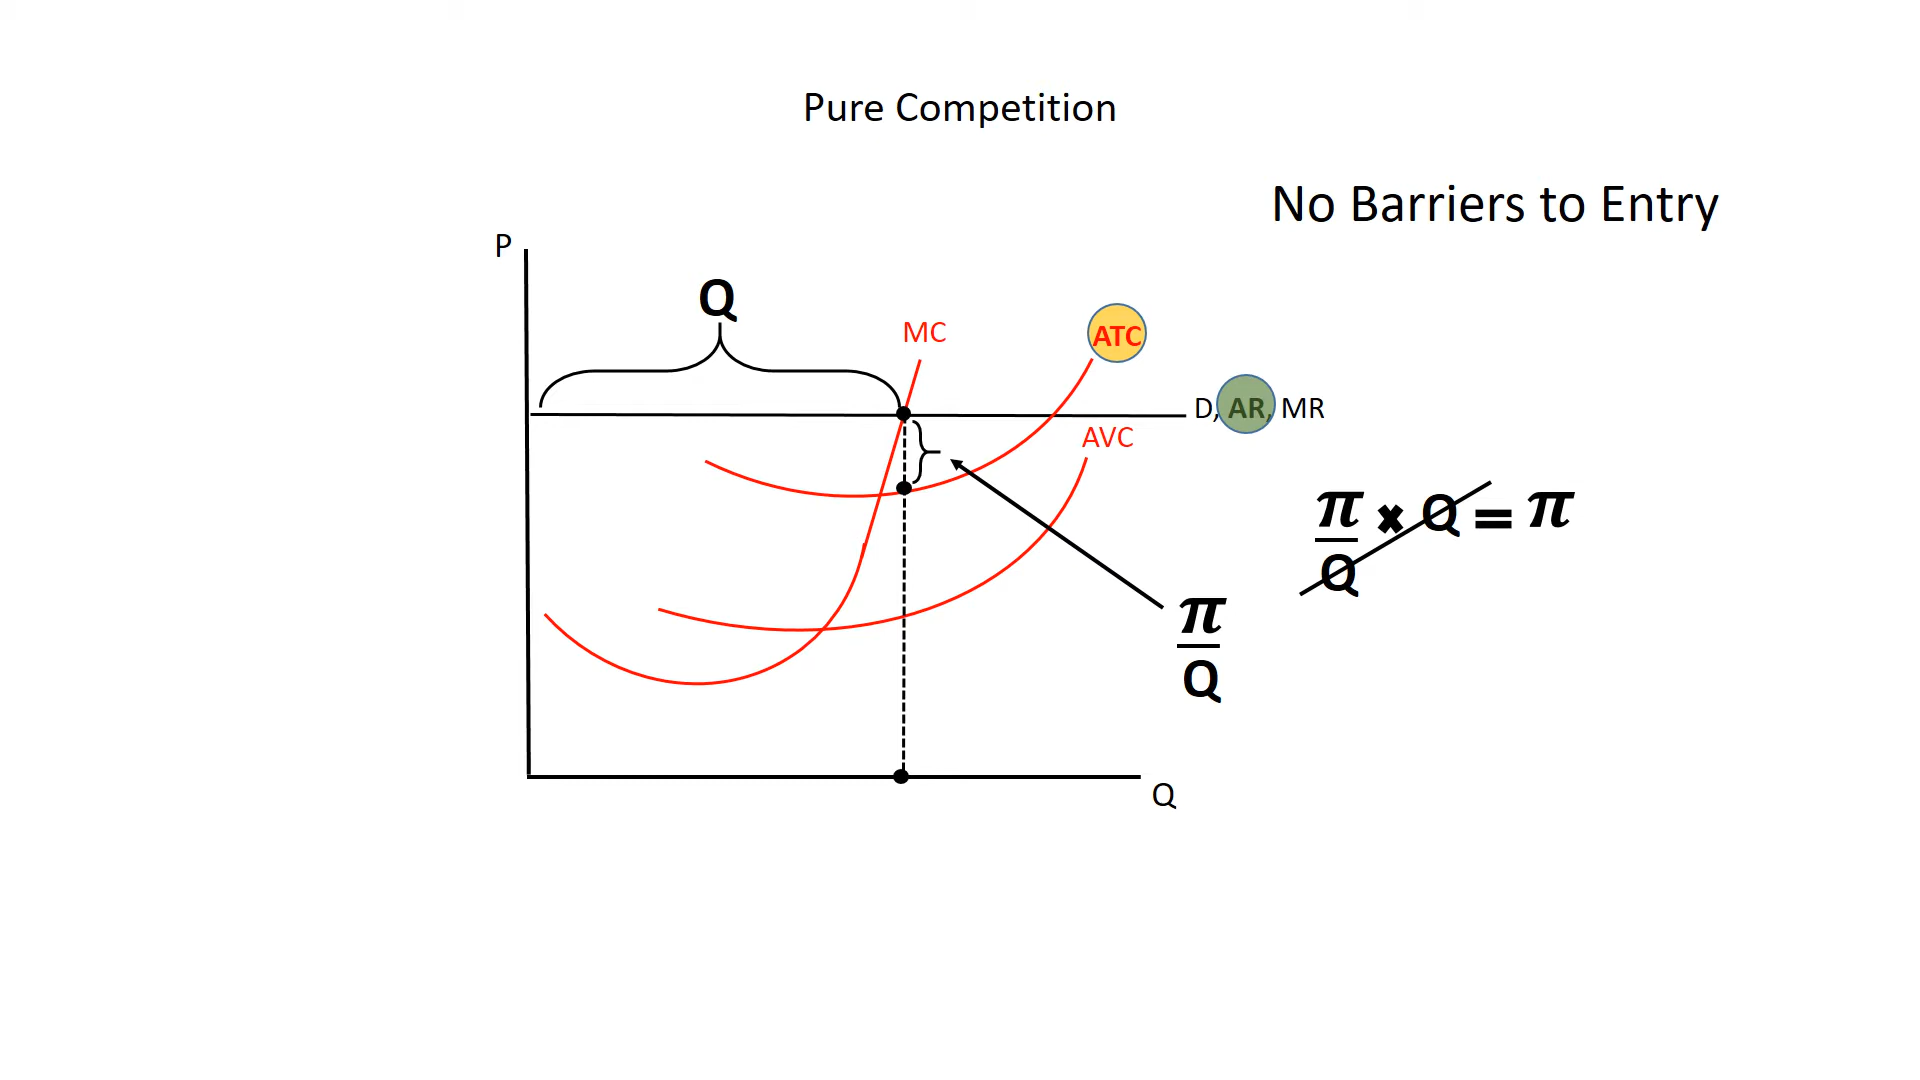 Pure Competition
No Barriers to Entry
P
Q
MC
ATC
D, AR, MR
AVC
π
Q
× Q = π
π
Q
Q